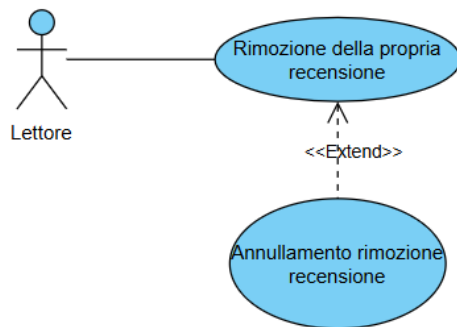 Rimozione della propria
recensione
Lettore
<<Extend>>
Annullamento rimozione
recensione